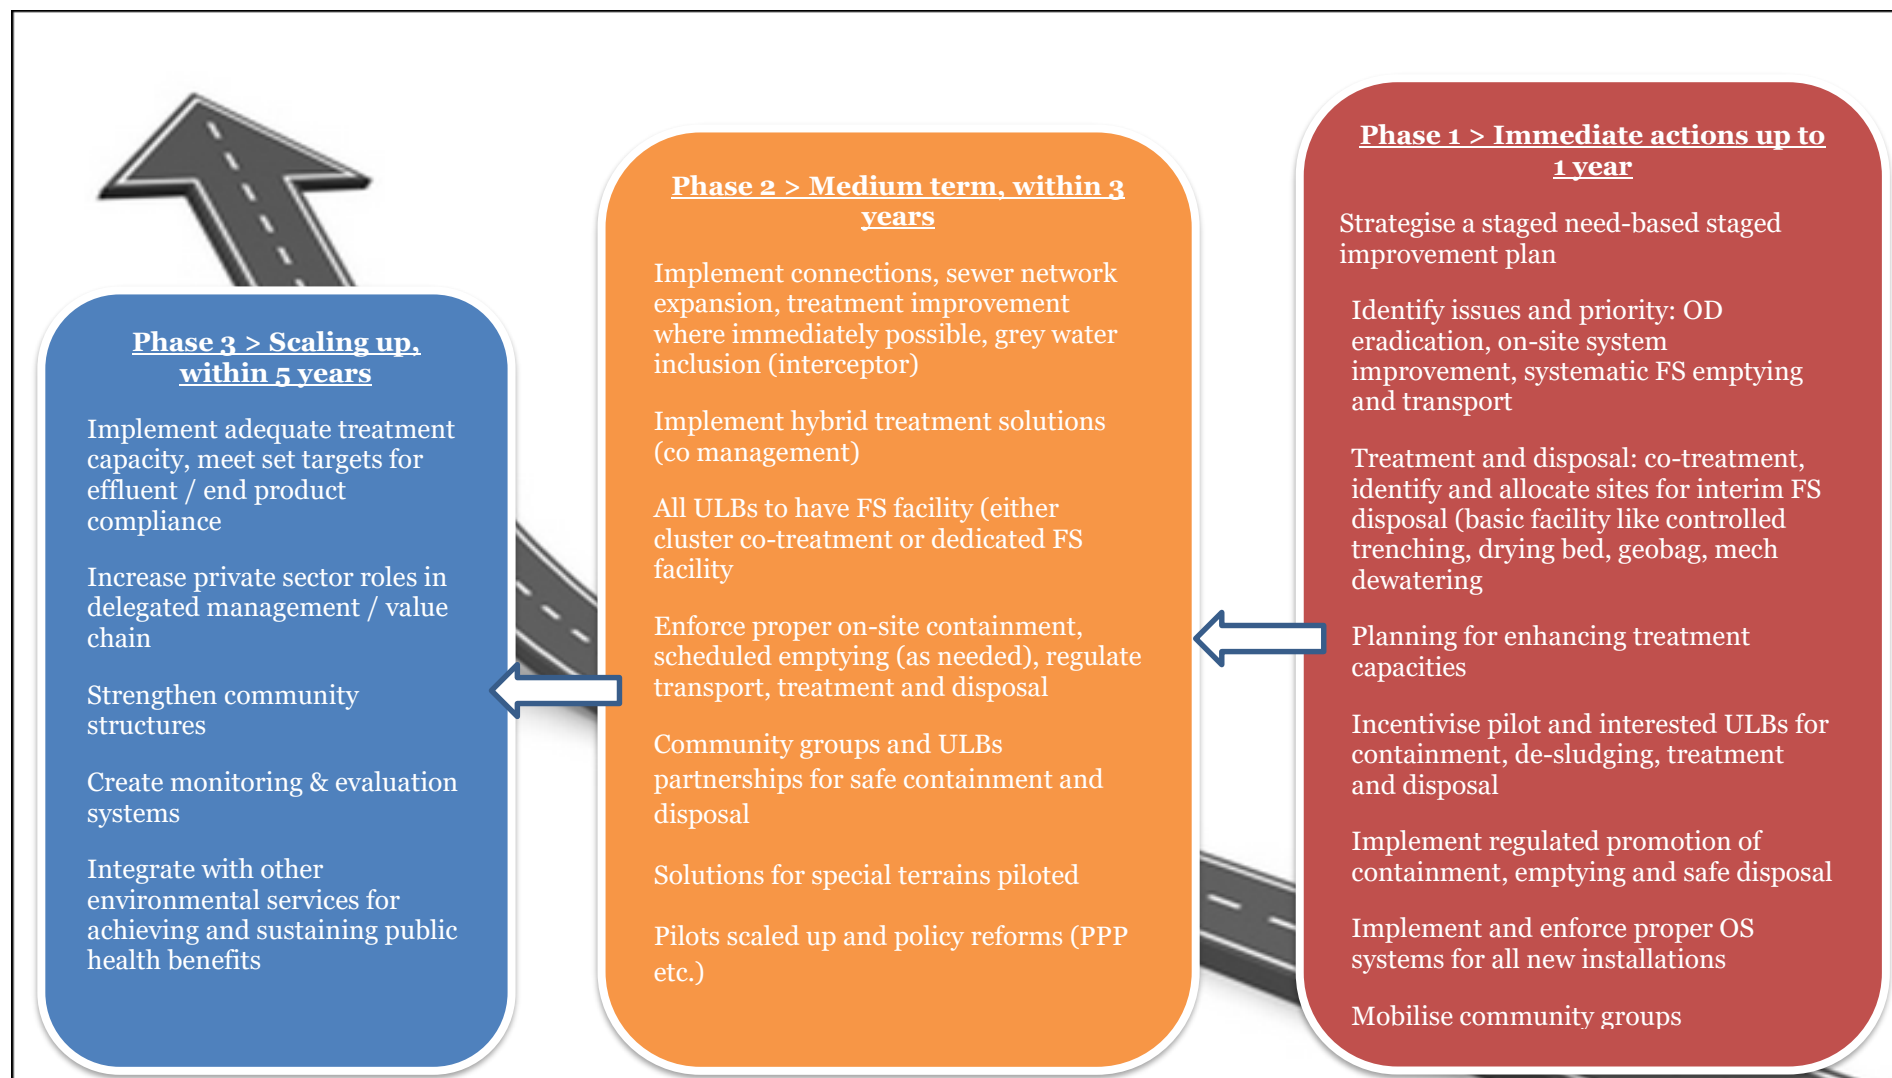 Phase 3 > Scaling up,
within 5 years
Implement adequate treatment
capacity, meet set targets for
effluent / end product
compliance
Increase private sector roles in
delegated management / value
chain
Strengthen community
structures
Create monitoring & evaluation
systems
Integrate with other
environmental services for
achieving and sustaining public
health benefits
Phase 2 > Medium term, within 3
years
Implement connections, sewer network
expansion, treatment improvement
where immediately possible, grey water
inclusion (interceptor)
Implement hybrid treatment solutions
(co management)
All ULBs to have FS facility (either
cluster co-treatment or dedicated FS
facility
Enforce proper on-site containment,
scheduled emptying (as needed), regulate
transport, treatment and disposal
Community groups and ULBs
partnerships for safe containment and
disposal
Solutions for special terrains piloted
Pilots scaled up and policy reforms (PPP
etc.)
Phase 1 > Immediate actions up to
1 year
Strategise a staged need-based staged
improvement plan
Identify issues and priority: OD
eradication, on-site system
improvement, systematic FS emptying
and transport
Treatment and disposal: co-treatment,
identify and allocate sites for interim FS
disposal (basic facility like controlled
trenching, drying bed, geobag, mech
dewatering
Planning for enhancing treatment
capacities
Incentivise pilot and interested ULBs for
containment, de-sludging, treatment
and disposal
Implement regulated promotion of
containment, emptying and safe disposal
Implement and enforce proper OS
systems for all new installations
Mobilise community groups